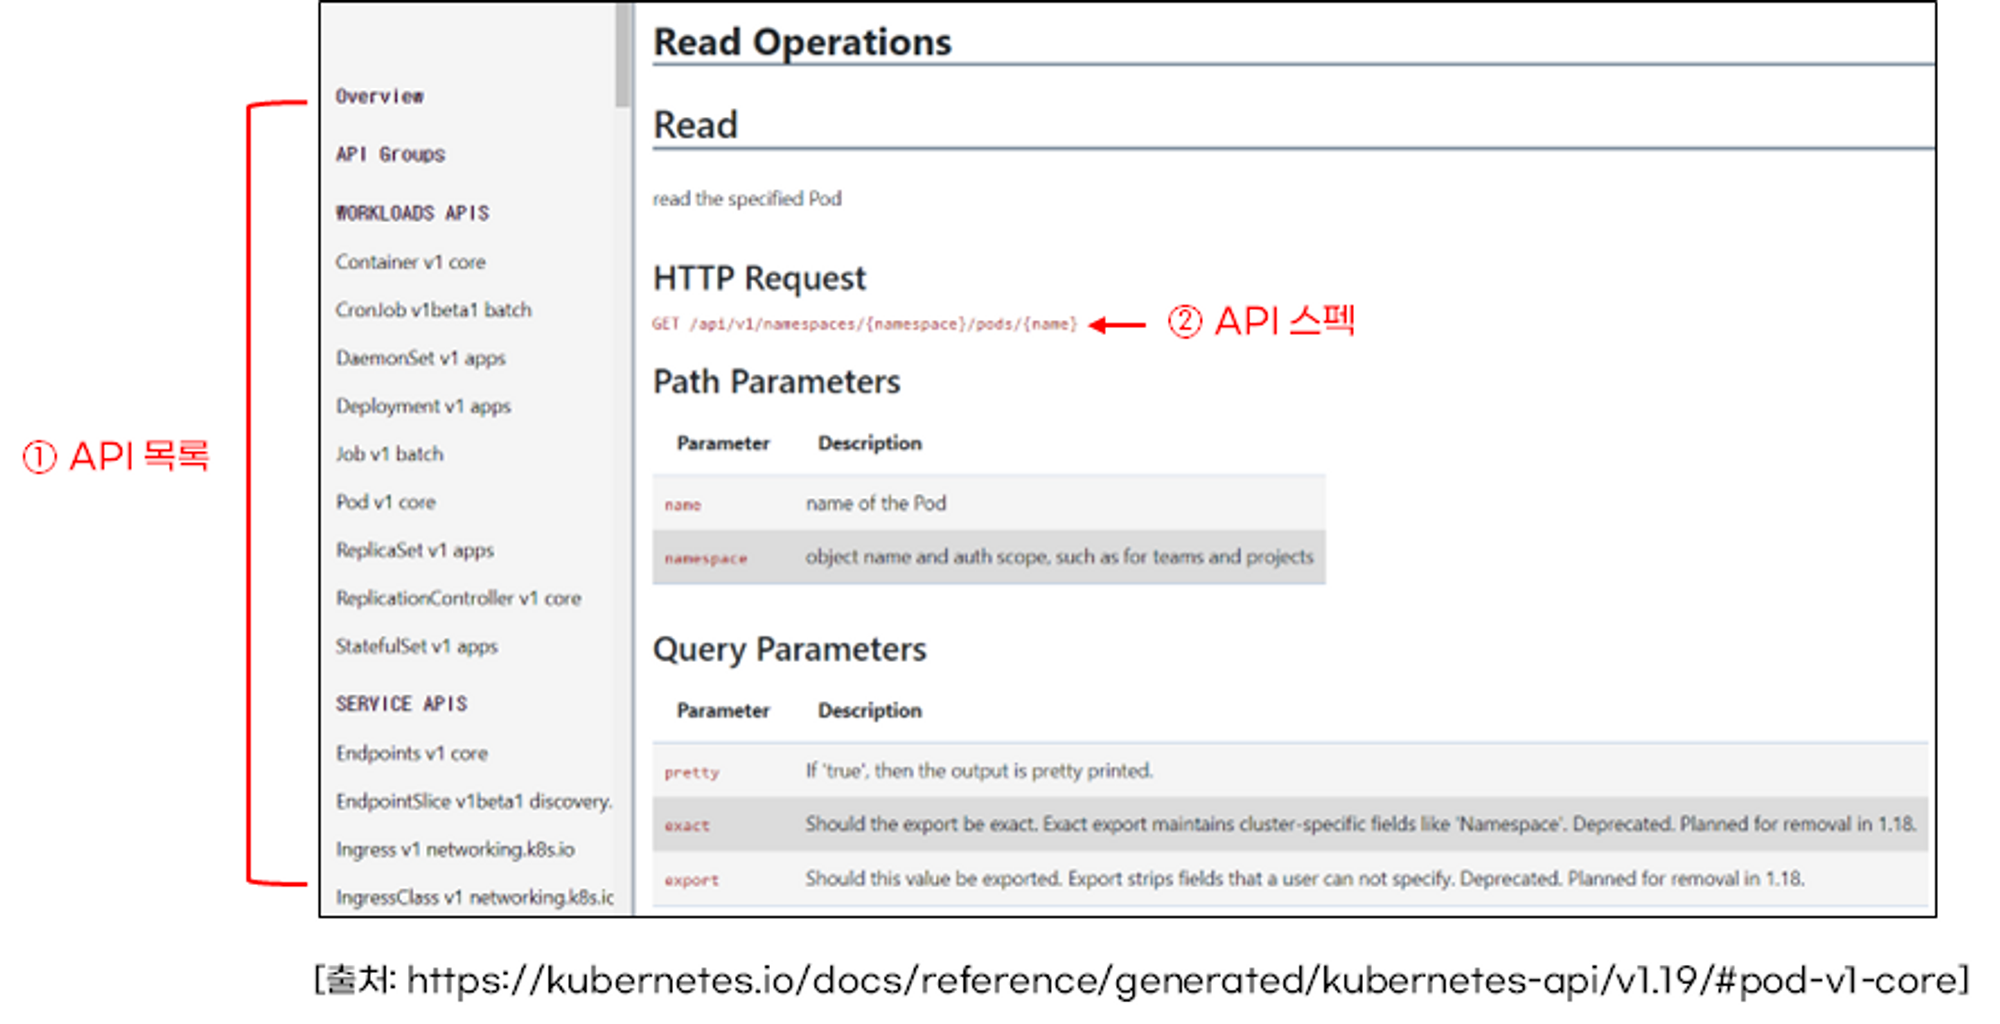 ① API 목록
Overview
API Groups
WORKLOADS APIS
Container v1 core
CronJob v1beta1 batch
DaemonSet v1 apps
Deployment v1 apps
Job v1 batch
Pod v1 core
ReplicaSet v1 apps
ReplicationController v1 core
StatefulSet v1 apps
SERVICE APIS
Endpoints v1 core
EndpointSlice v1beta1 discovery.
Ingress v1 networking.k8s.io
IngressClass v1 networking.k8s.ic
Read Operations
Read
read the specified Pod
HTTP Request
GET /api/v1/namespaces/{namespace}/pods/{name}
② API 스펙
Path Parameters
Parameter Description
name name of the Pod
namespace object name and auth scope, such as for teams and projects
Query Parameters
Parameter Description
pretty If 'true', then the output is pretty printed.
exact Should the export be exact. Exact export maintains cluster-specific fields like 'Namespace'. Deprecated. Planned for removal in 1.18.
export Should this value be exported. Export strips fields that a user can not specify. Deprecated. Planned for removal in 1.18.
[출처: https://kubernetes.io/docs/reference/generated/kubernetes-api/v1.19/#pod-v1-core]